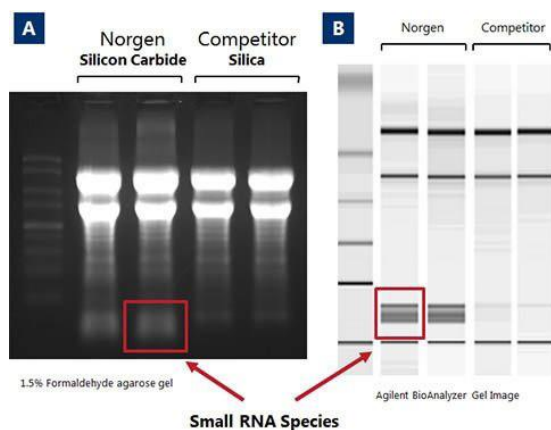 A
Norgen
Silicon Carbide
Competitor
Silica
B
Norgen
Competitor
1.5% Formaldehyde agarose gel
Agilent BioAnalyzer Gel Image
Small RNA Species